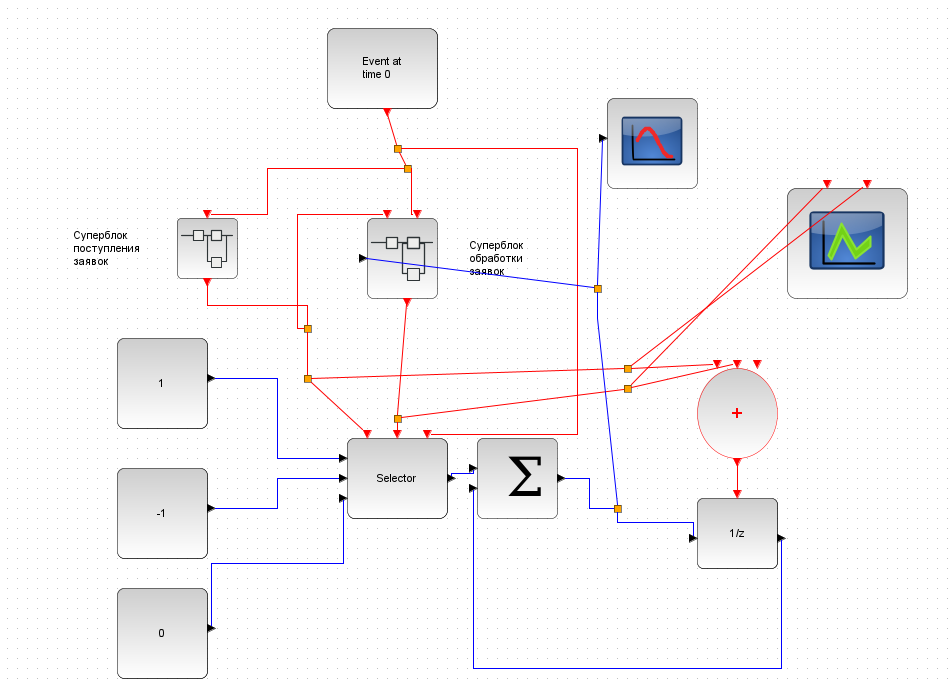 Event at
time 0
Суперблок
поступления
заявок
Суперблок
обработки
заявок
1
+
Selector
Σ
-1
1/z
0